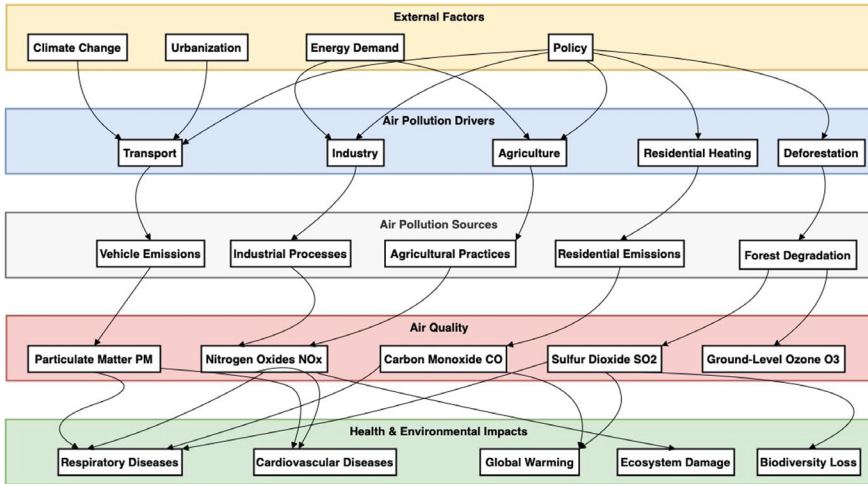 External Factors
Climate Change
Urbanization
Energy Demand
Policy
Air Pollution Drivers
Transport
Industry
Agriculture
Residential Heating
Deforestation
Air Pollution Sources
Vehicle Emissions
Industrial Processes
Agricultural Practices
Residential Emissions
Forest Degradation
Air Quality
Particulate Matter PM
Nitrogen Oxides NOx
Carbon Monoxide CO
Sulfur Dioxide SO2
Ground-Level Ozone O3
Health & Environmental Impacts
Respiratory Diseases
Cardiovascular Diseases
Global Warming
Ecosystem Damage
Biodiversity Loss